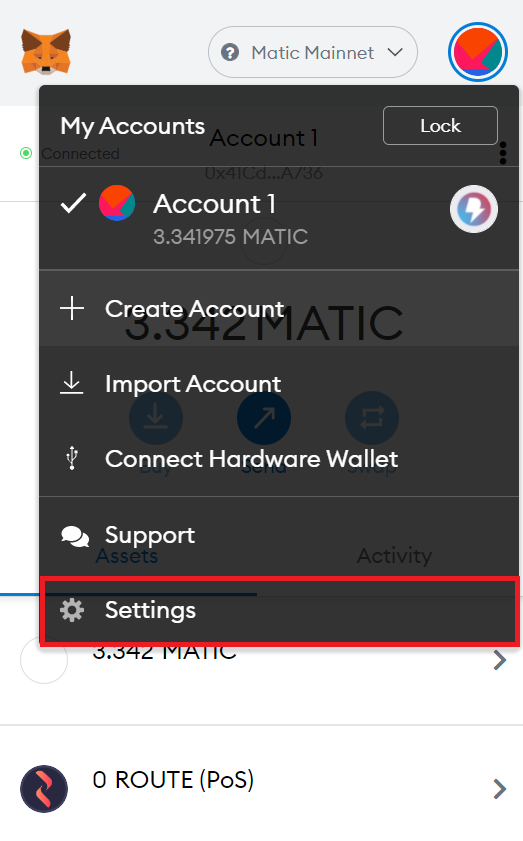 Matic Mainnet
My Accounts
Lock
Connected
Account 1
0x41Cd...A736
Account 1
3.341975 MATIC
Create Account
3.342 MATIC
Import Account
Connect Hardware Wallet
Buy
Send
Swap
Support
Assets
Activity
Settings
3.342 MATIC
0 ROUTE (PoS)